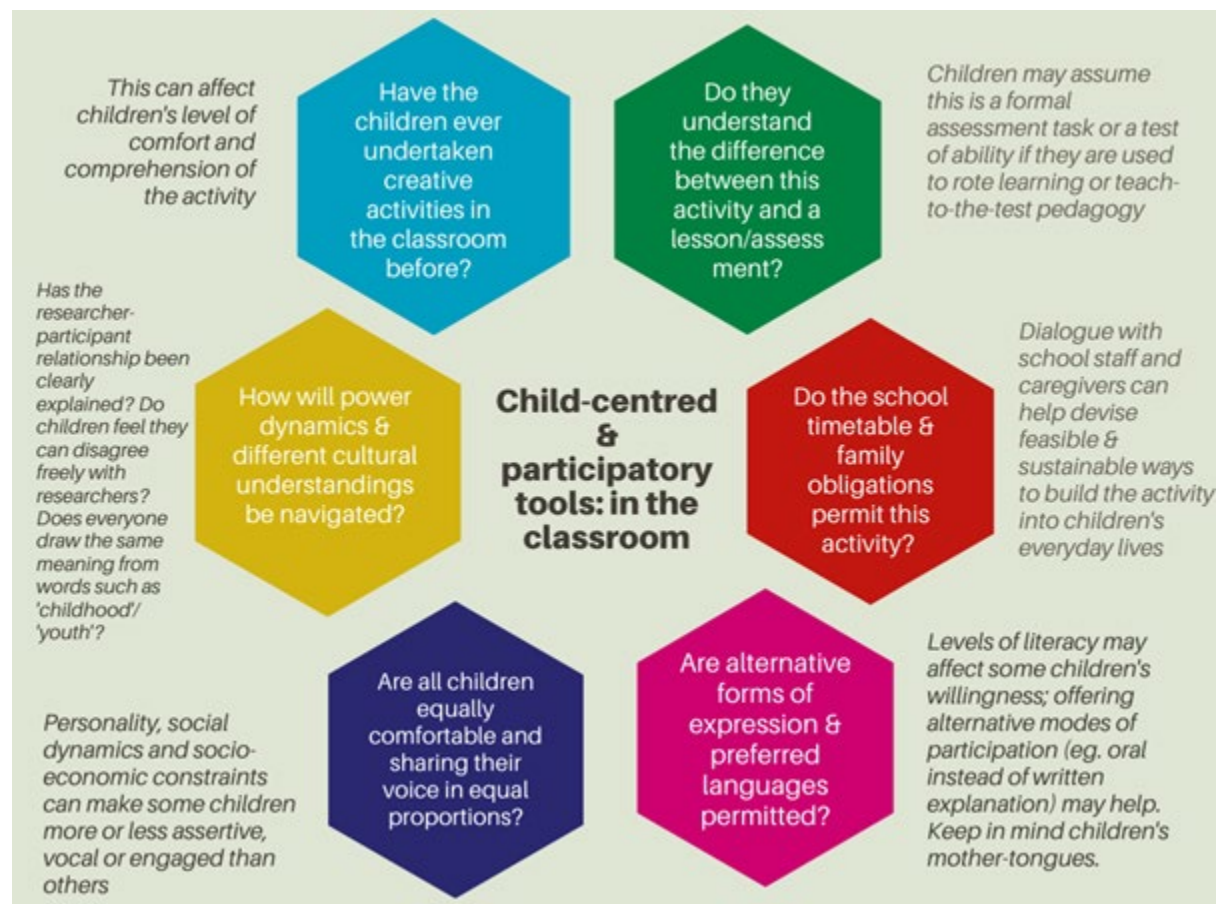 This can affect
children's level of
comfort and
comprehension of
the activity
Have the
children ever
undertaken
creative
activities in
the classroom
before?
Do they
understand
the difference
between this
activity and a
lesson/assess
ment?
Children may assume
this is a formal
assessment task or a test
of ability if they are used
to rote learning or teach-
to-the-test pedagogy
Has the
researcher-
participant
relationship been
clearly
explained? Do
children feel they
can disagree
freely with
researchers?
Does everyone
draw the same
meaning from
words such as
'childhood'/
'youth'?
How will power
dynamics &
different cultural
understandings
be navigated?
Child-centred
&
participatory
tools: in the
classroom
Do the school
timetable &
family
obligations
permit this
activity?
Dialogue with
school staff and
caregivers can
help devise
feasible &
sustainable ways
to build the activity
into children's
everyday lives
Personality, social
dynamics and socio-
economic constraints
can make some children
more or less assertive,
vocal or engaged than
others
Are all children
equally
comfortable and
sharing their
voice in equal
proportions?
Are alternative
forms of
expression &
preferred
languages
permitted?
Levels of literacy may
affect some children's
willingness; offering
alternative modes of
participation (eg. oral
instead of written
explanation) may help.
Keep in mind children's
mother-tongues.